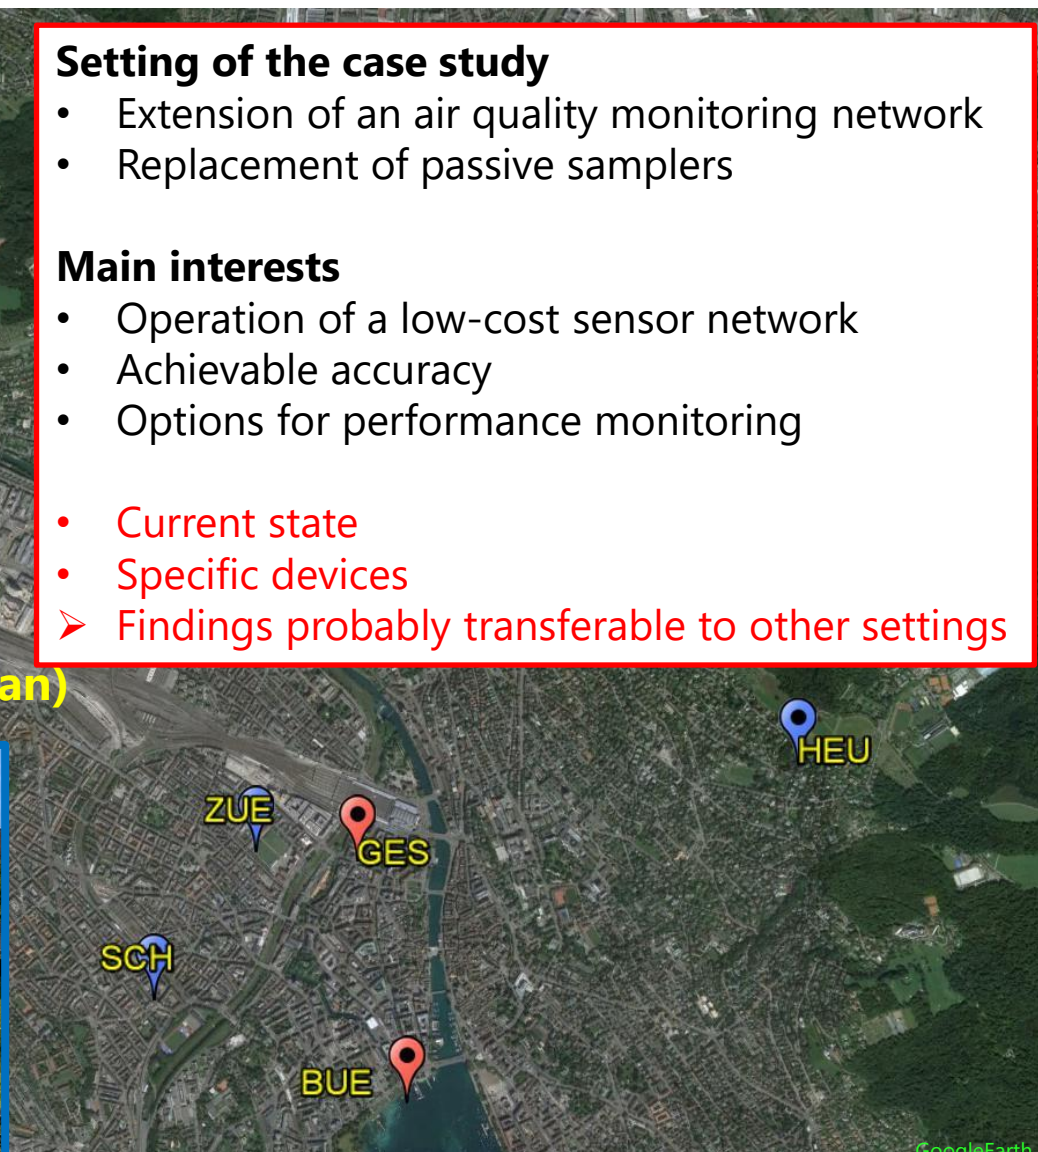 Setting of the case study
• Extension of an air quality monitoring network
• Replacement of passive samplers
Main interests
• Operation of a low-cost sensor network
• Achievable accuracy
• Options for performance monitoring
• Current state
• Specific devices
➢ Findings probably transferable to other settings
an)
HEU
ZUE
GES
SCH
BUE
GoogleEarth